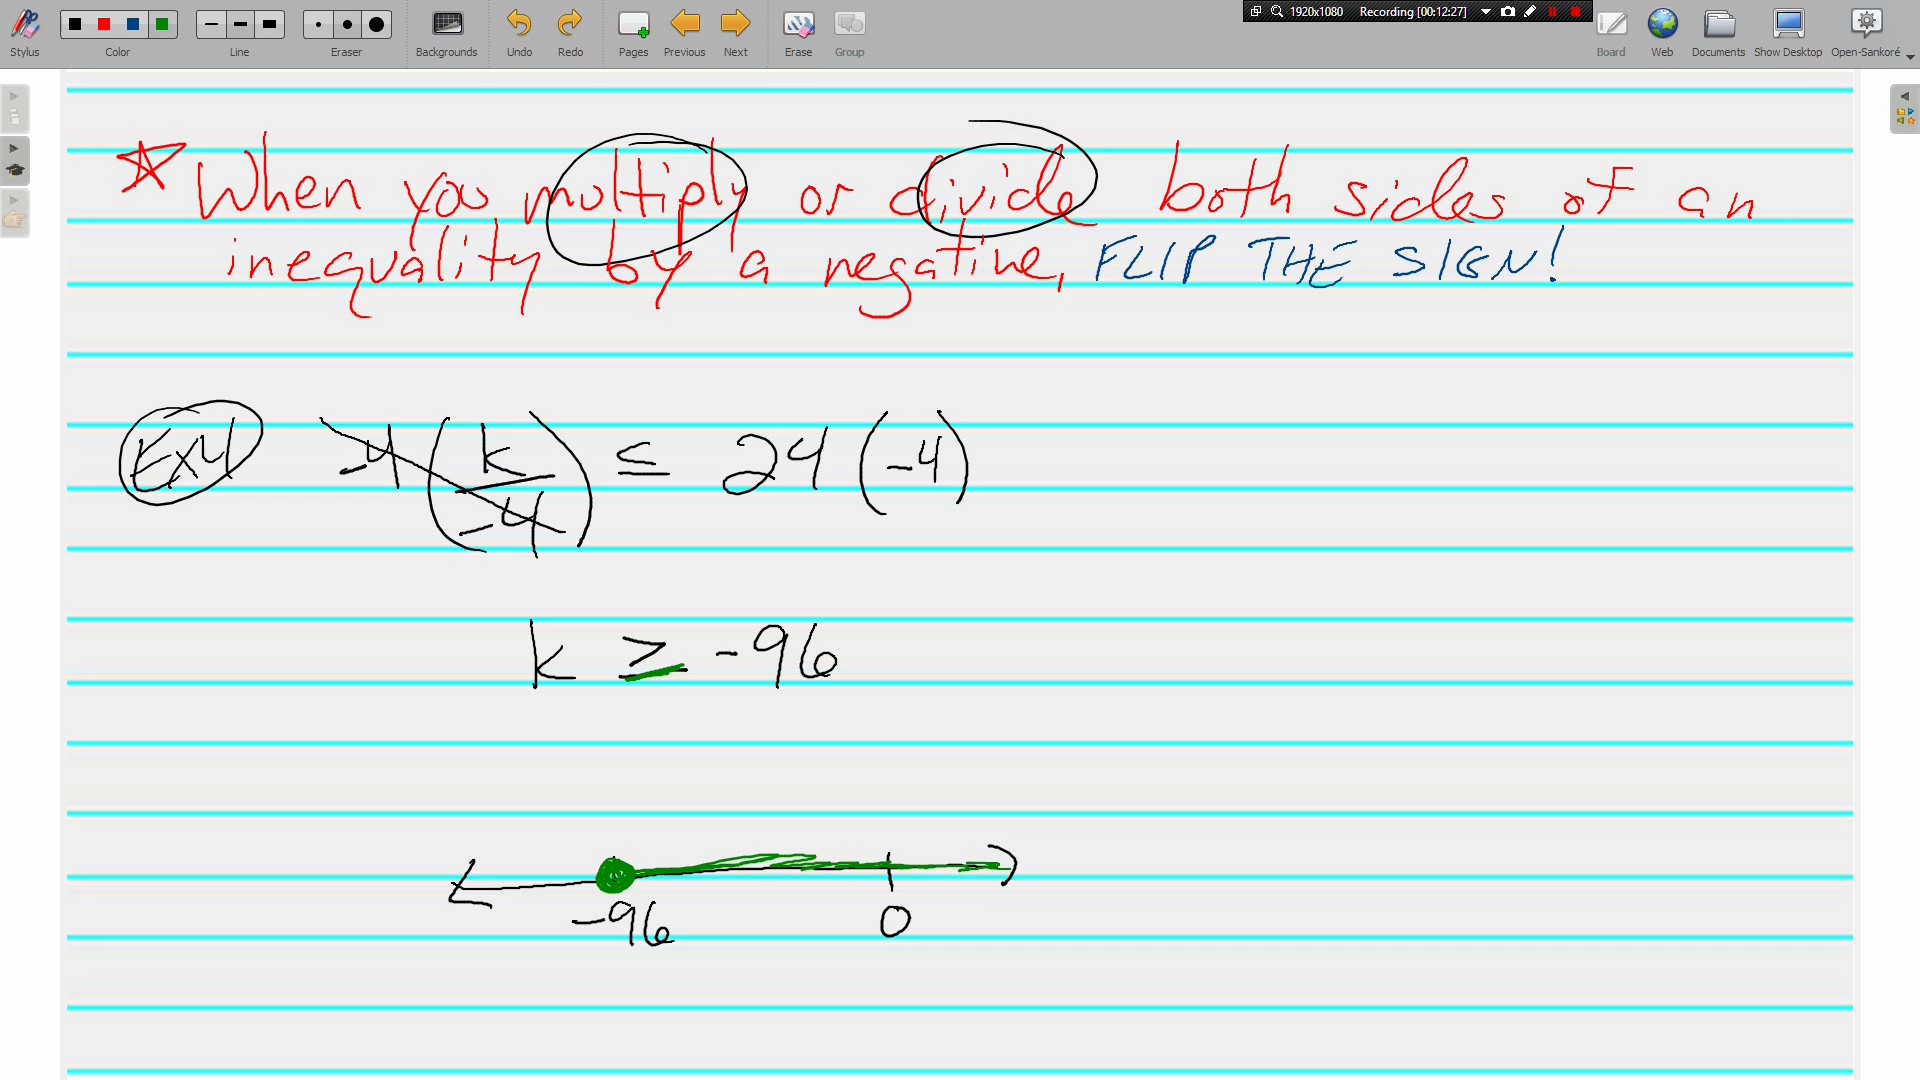 1920x1080 Recording [00:12:27]
Stylus Color Line Eraser Backgrounds Undo Redo Pages Previous Next Erase Group Board Web Documents Show Desktop Open-Sankoré
When you multiply or divide both sides of an
inequality by a negative, FLIP THE SIGN!
Ex4 -4(k/-4) ≤ 24(-4)
k ≥ -96
-96 0